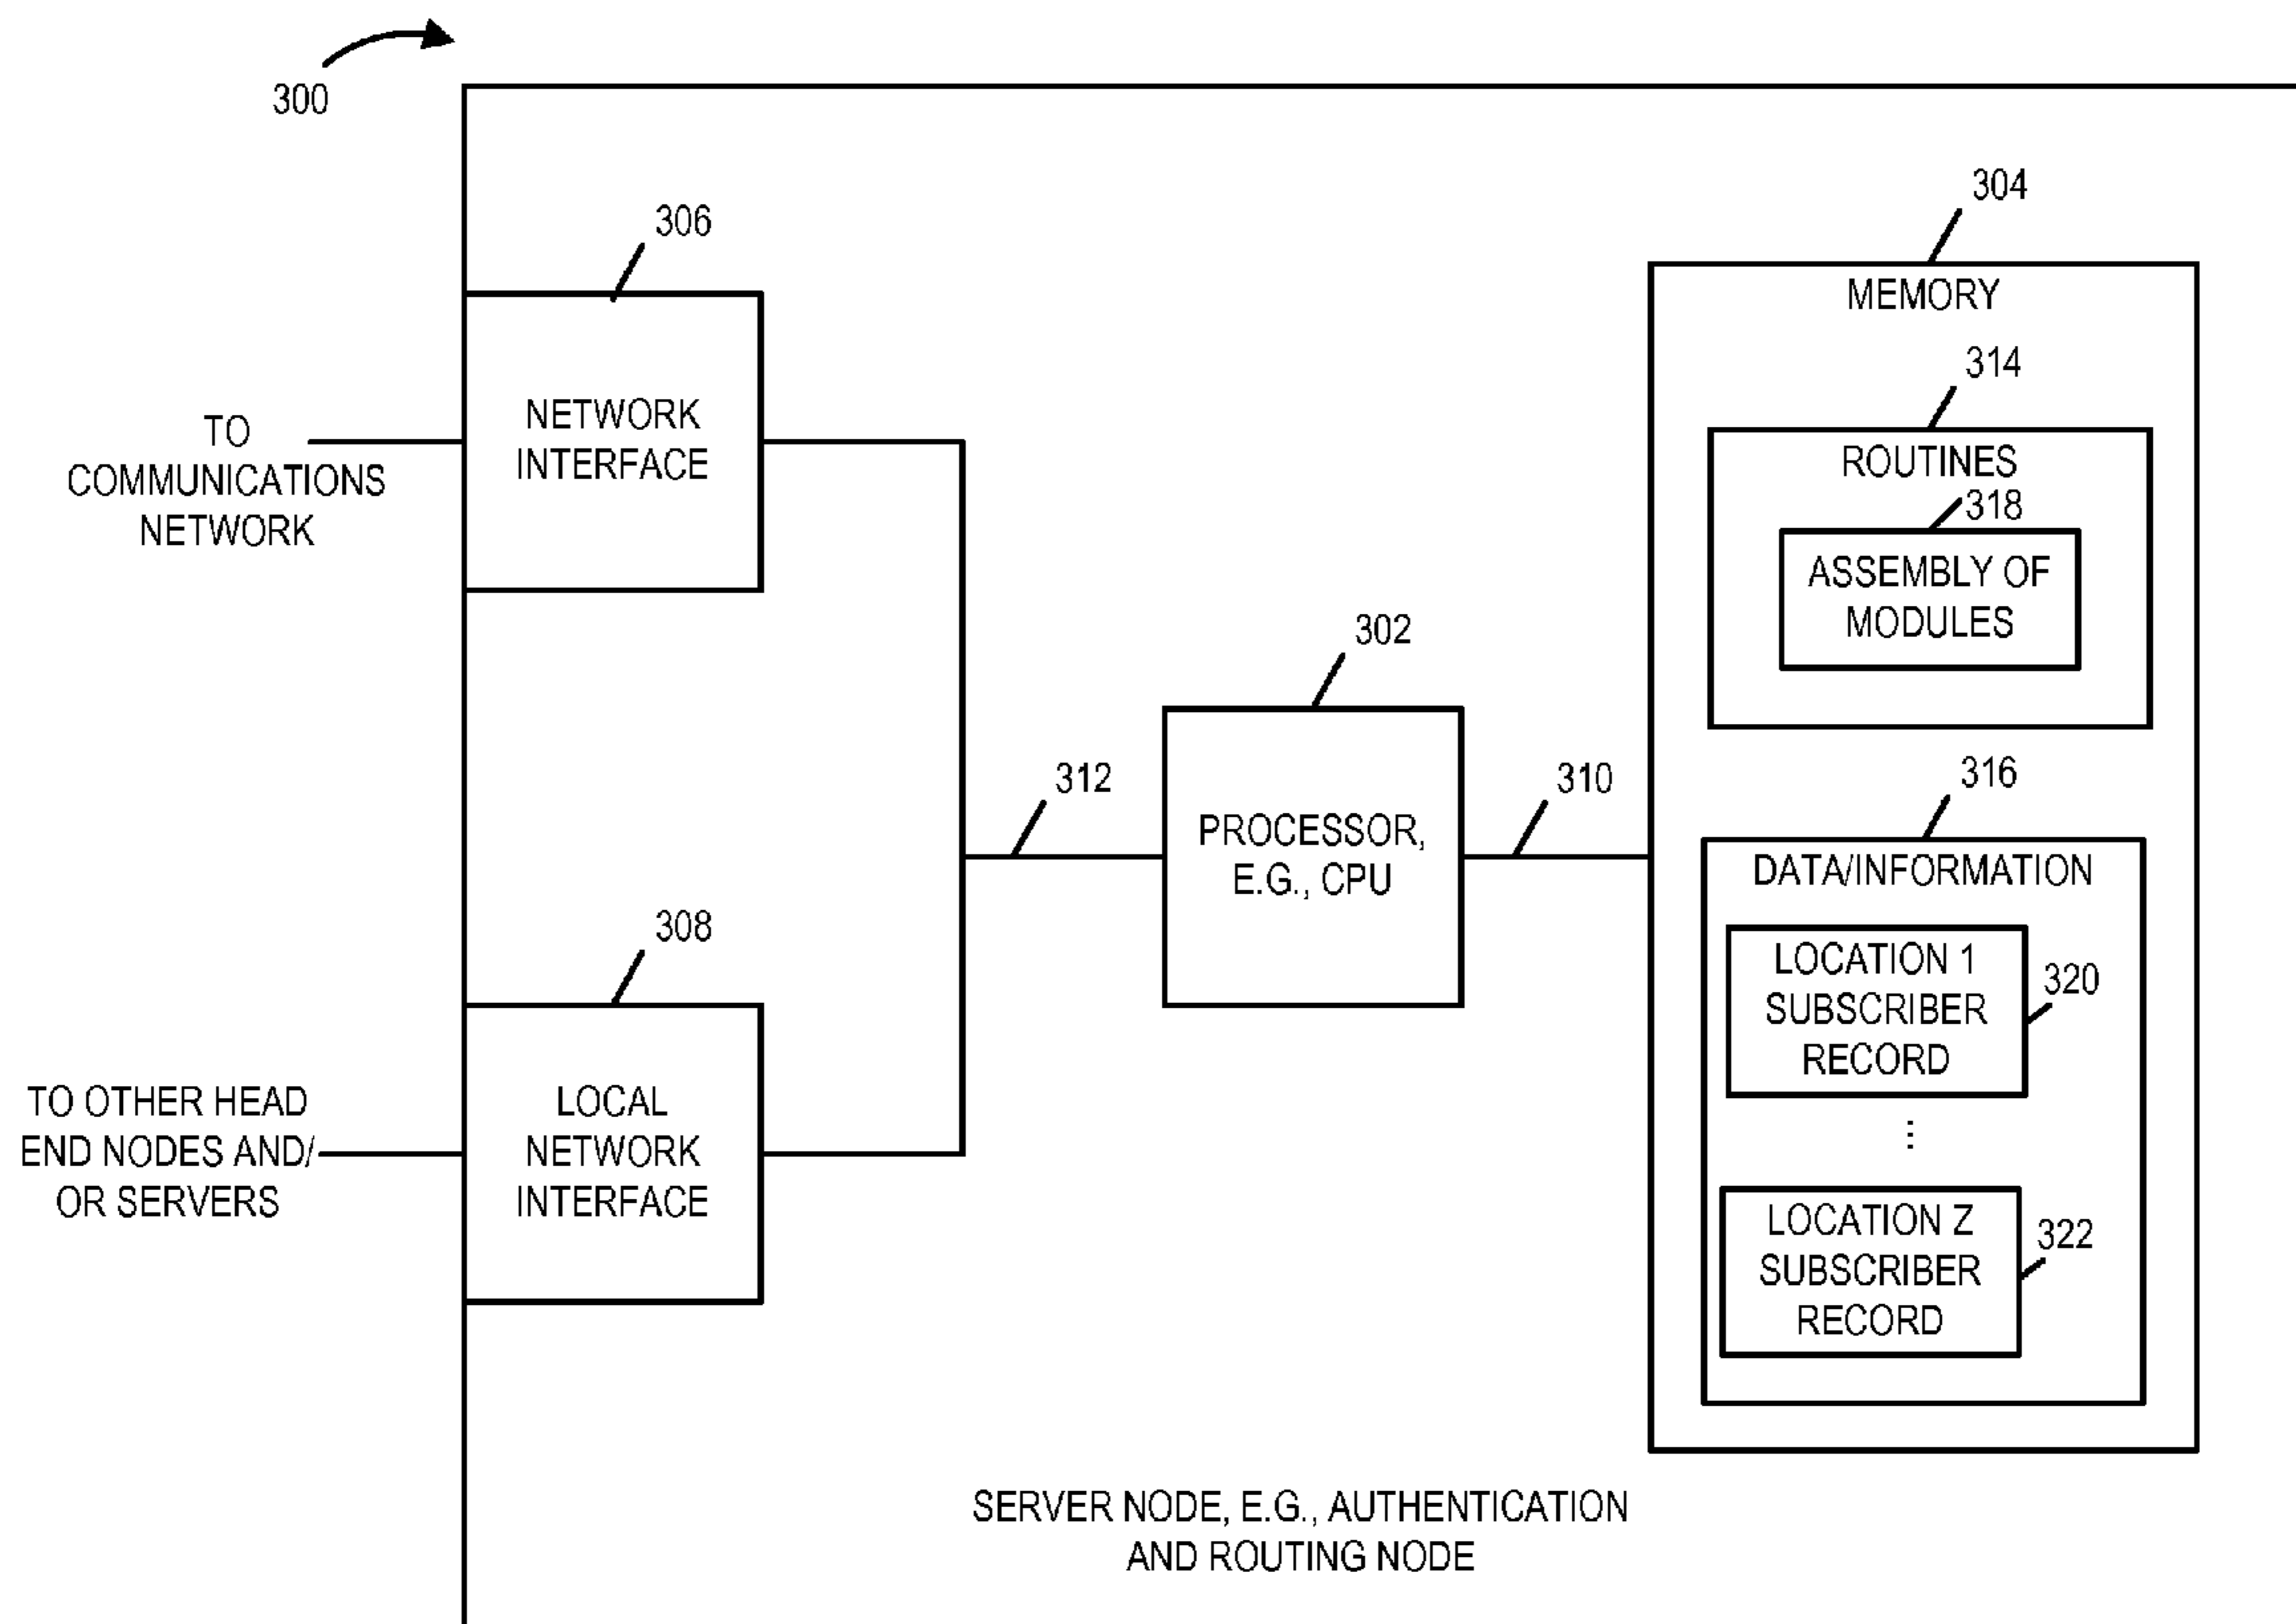 300
304
MEMORY
306
NETWORK
INTERFACE
TO
COMMUNICATIONS
NETWORK
314
ROUTINES
318
ASSEMBLY OF
MODULES
302
PROCESSOR,
E.G., CPU
312
310
316
DATA/INFORMATION
LOCATION 1
SUBSCRIBER
RECORD
320
⋮
LOCATION Z
SUBSCRIBER
RECORD
322
308
LOCAL
NETWORK
INTERFACE
TO OTHER HEAD
END NODES AND/
OR SERVERS
SERVER NODE, E.G., AUTHENTICATION
AND ROUTING NODE